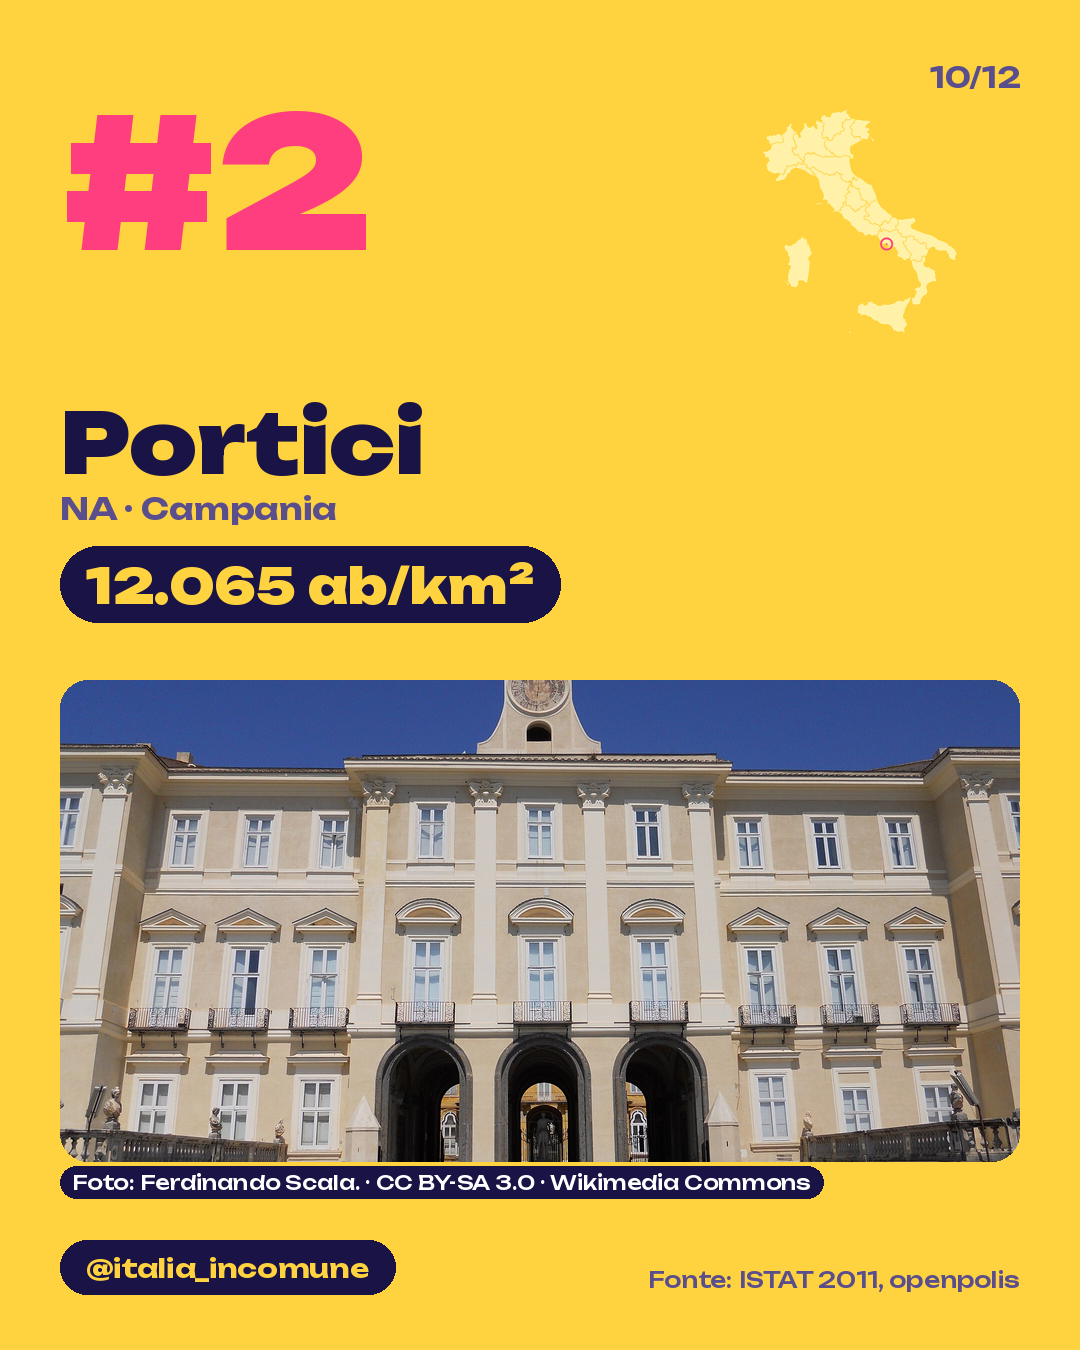 10/12
#2
Portici
NA · Campania
12.065 ab/km²
Foto: Ferdinando Scala. · CC BY-SA 3.0 · Wikimedia Commons
@italia_incomune
Fonte: ISTAT 2011, openpolis